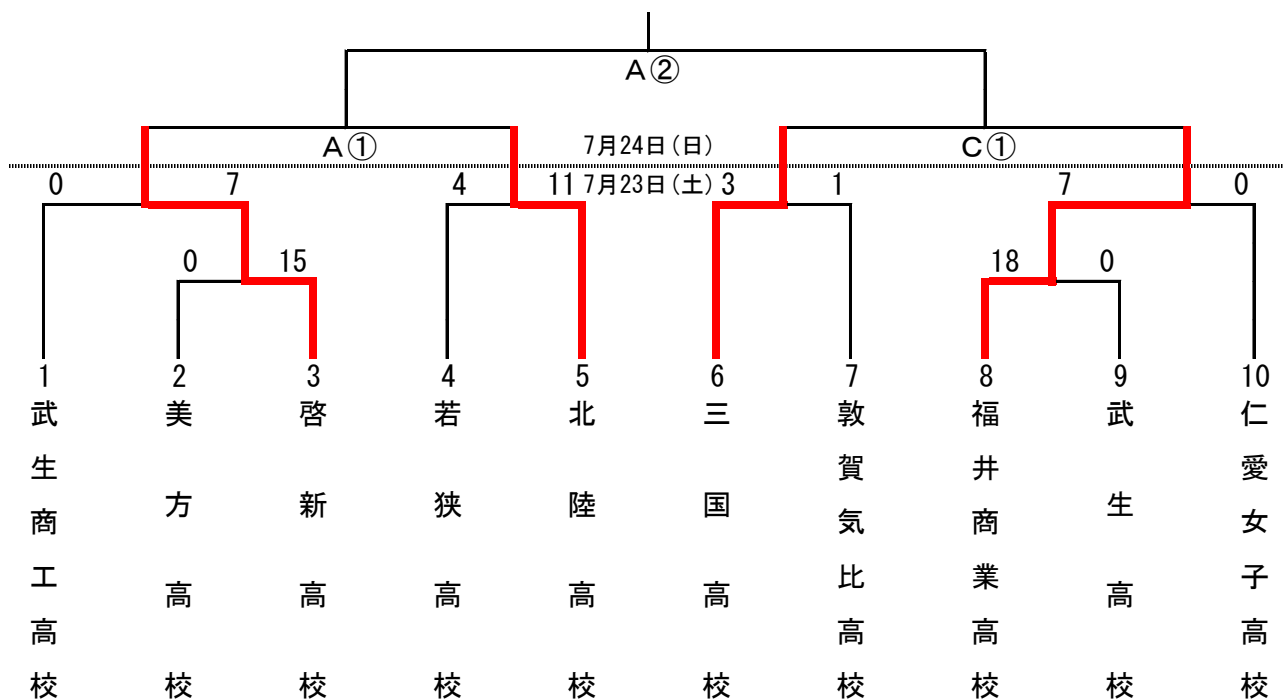 A②
A①
7月24日(日)
C①
0 7 4 11 7月23日(土) 3 1 7 0
0 15 18 0
1 2 3 4 5 6 7 8 9 10
武生商工高校
美方高校
啓新高校
若狭高校
北陸高校
三国高校
敦賀気比高校
福井商業高校
武生高校
仁愛女子高校